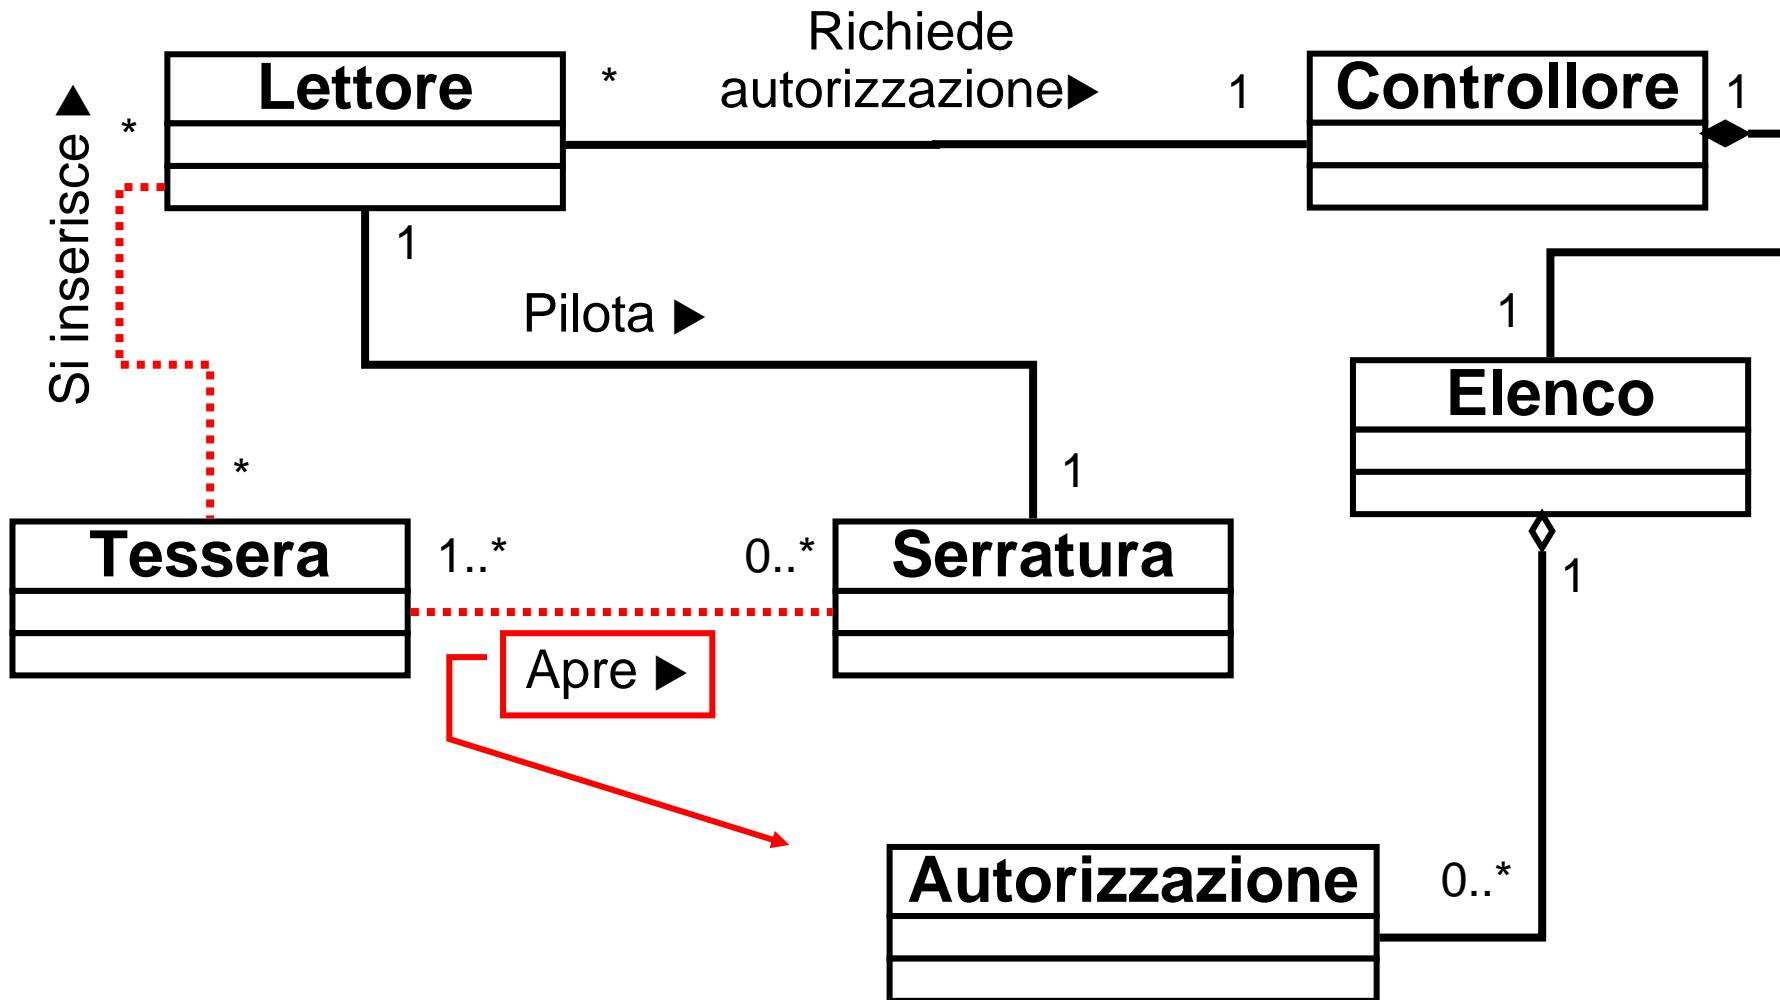 Richiede
autorizzazione▶
Lettore
*
1
Controllore
1
Si inserisce ▶
*
1
Pilota ▶
1
Elenco
*
1
Tessera
1..*
0..*
Serratura
1
Apre ▶
Autorizzazione
0..*